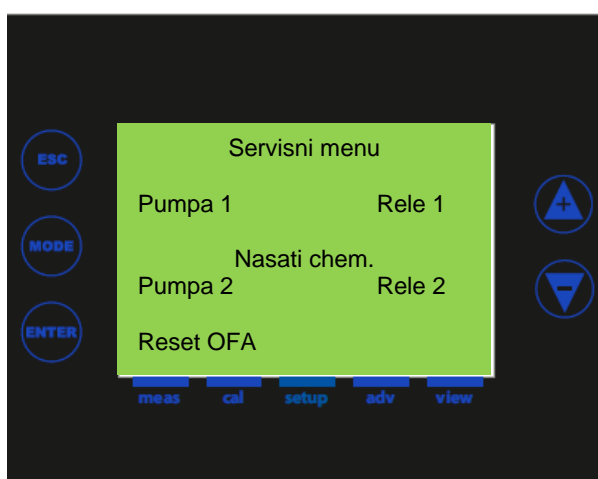 Servisni menu
ESC
Pumpa 1 Rele 1
+
MODE
Nasati chem.
Pumpa 2 Rele 2
-
ENTER
Reset OFA
meas cal setup adv view